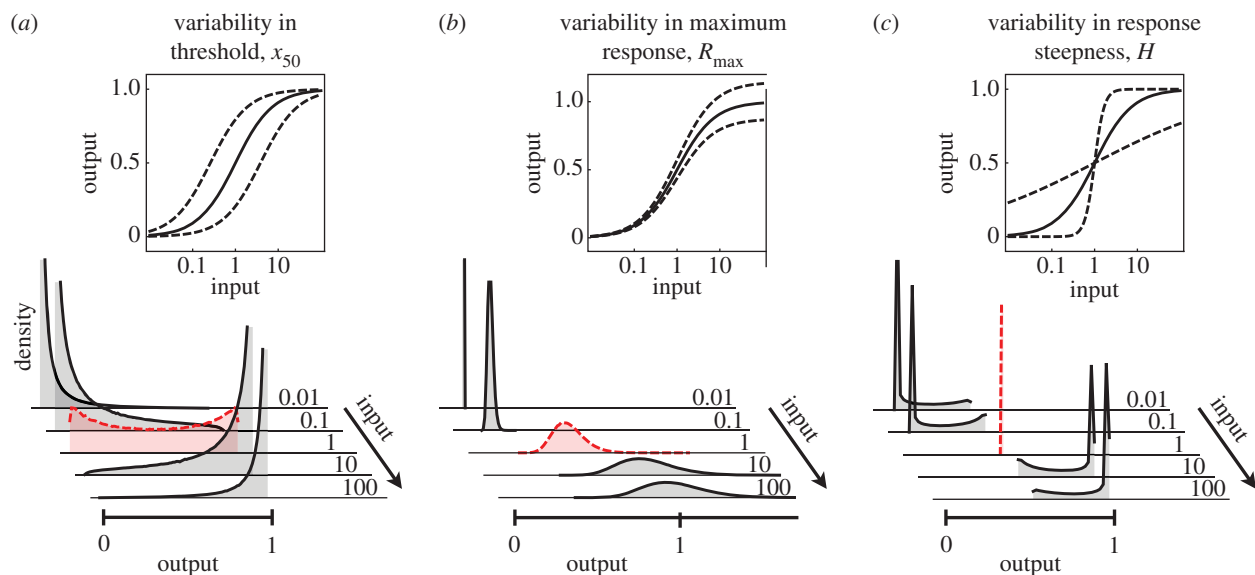 (a)
variability in
threshold, x50
1.0
0.5
0
output
0.1 1 10
input
density
0.01
0.1
1
10
100
input
0 1
output
(b)
variability in maximum
response, Rmax
1.0
0.5
0
output
0.1 1 10
input
0.01
0.1
1
10
100
input
0 1
output
(c)
variability in response
steepness, H
1.0
0.5
0
output
0.1 1 10
input
0.01
0.1
1
10
100
input
0 1
output